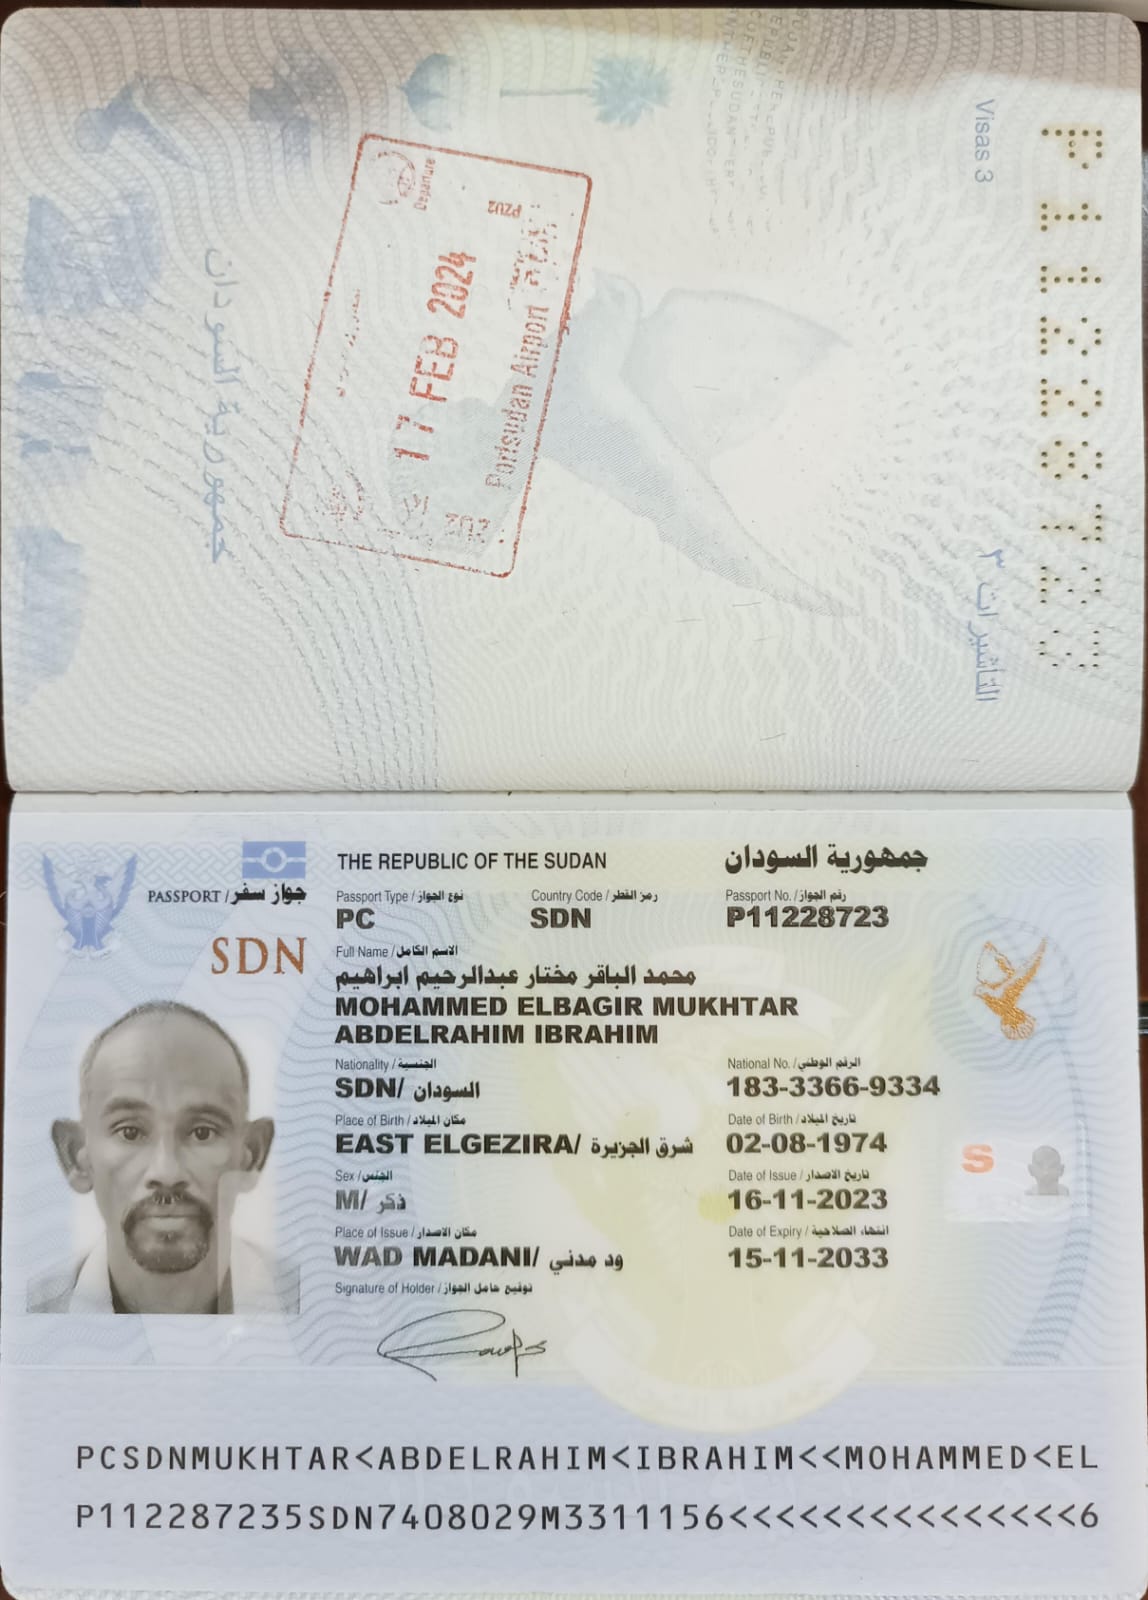 Visas 3
التأشيرات ٣
P11228723
جمهورية السودان
Departure
PZU2
17 FEB 2024
Portsudan Airport
THE REPUBLIC OF THE SUDAN
جمهورية السودان
PASSPORT / جواز سفر
SDN
Passport Type / نوع الجواز
Country Code / رمز القطر
Passport No. / رقم الجواز
PC
SDN
P11228723
Full Name / الاسم الكامل
محمد الباقر مختار عبدالرحيم ابراهيم
MOHAMMED ELBAGIR MUKHTAR
ABDELRAHIM IBRAHIM
Nationality / الجنسية
National No. / الرقم الوطني
SDN/ السودان
183-3366-9334
Place of Birth / مكان الميلاد
Date of Birth / تاريخ الميلاد
EAST ELGEZIRA/ شرق الجزيرة
02-08-1974
Sex / الجنس
Date of Issue / تاريخ الاصدار
M/ ذكر
16-11-2023
Place of Issue / مكان الاصدار
Date of Expiry / انتهاء الصلاحية
WAD MADANI/ ود مدني
15-11-2033
Signature of Holder / توقيع حامل الجواز
S
PCSDNMUKHTAR<ABDELRAHIM<IBRAHIM<<MOHAMMED<EL
P112287235SDN7408029M3311156<<<<<<<<<<<<<<<6